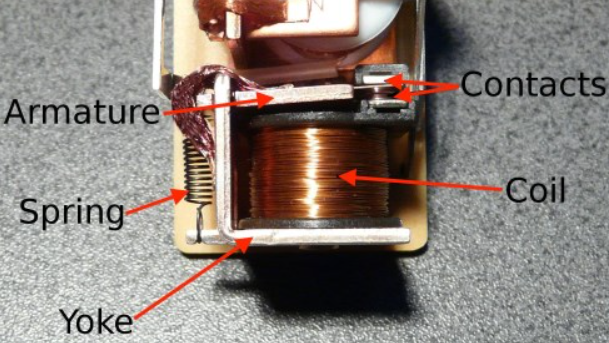 Contacts
Armature
Coil
Spring
Yoke